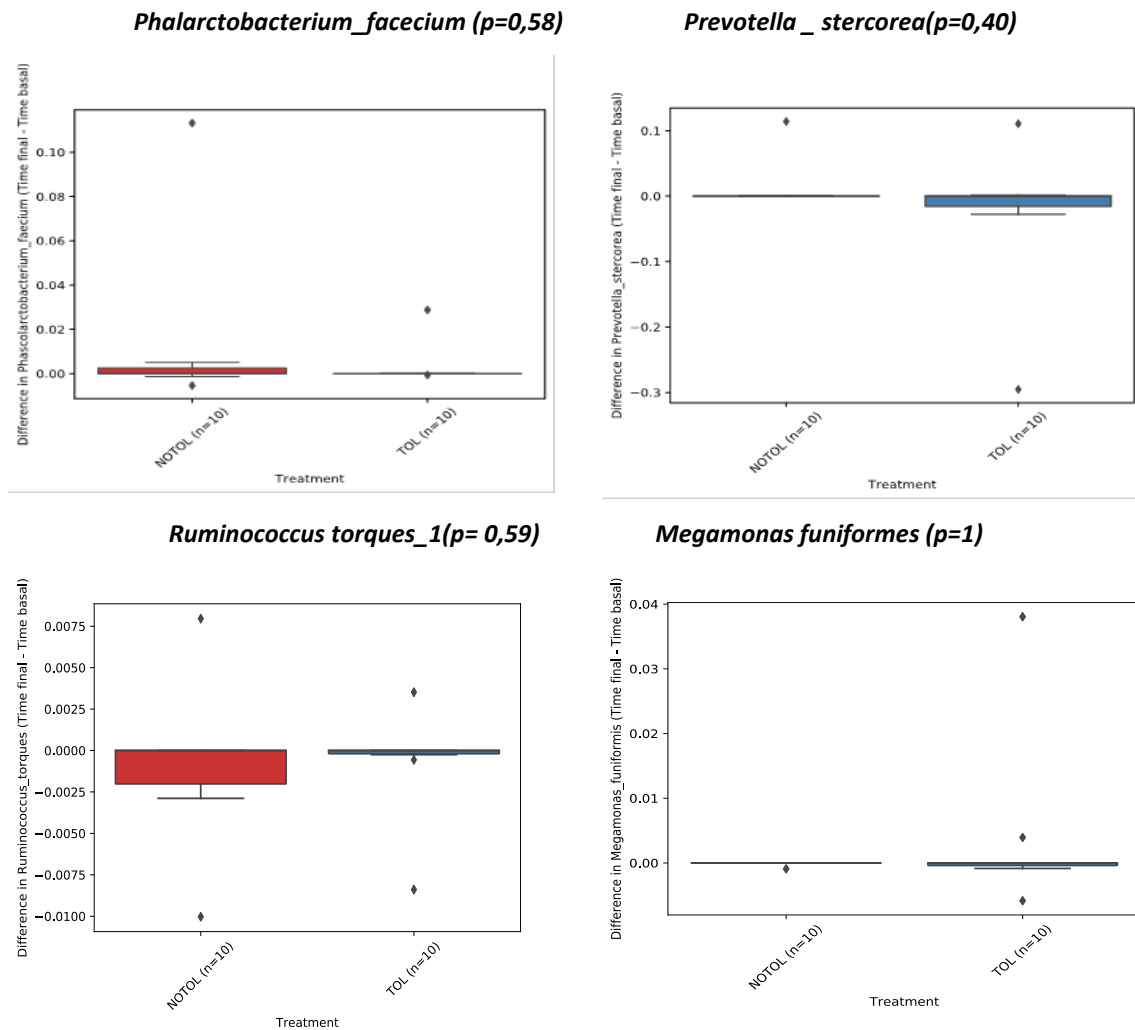 Phalarctobacterium_facecium (p=0,58)
Difference in Phascolarctobacterium_faecium (Time final - Time basal)
0.10
0.08
0.06
0.04
0.02
0.00
NOTOL (n=10)
TOL (n=10)
Treatment
Prevotella _ stercorea(p=0,40)
Difference in Prevotella_stercorea (Time final - Time basal)
0.1
0.0
−0.1
−0.2
−0.3
NOTOL (n=10)
TOL (n=10)
Treatment
Ruminococcus torques_1(p= 0,59)
Difference in Ruminococcus_torques (Time final - Time basal)
0.0075
0.0050
0.0025
0.0000
−0.0025
−0.0050
−0.0075
−0.0100
NOTOL (n=10)
TOL (n=10)
Treatment
Megamonas funiformes (p=1)
Difference in Megamonas_funiformis (Time final - Time basal)
0.04
0.03
0.02
0.01
0.00
NOTOL (n=10)
TOL (n=10)
Treatment